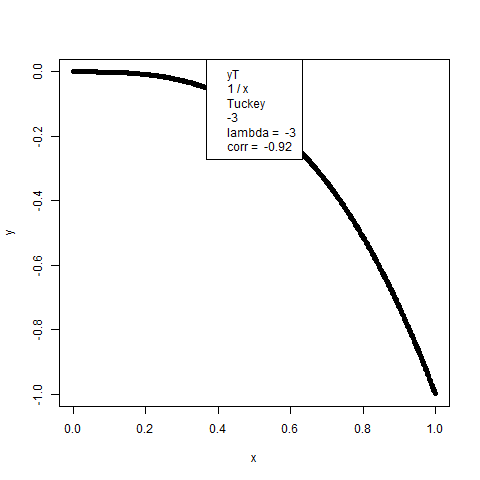 yT
1 / x
Tuckey
-3
lambda = -3
corr = -0.92
0.0
-0.2
-0.4
-0.6
-0.8
-1.0
y
0.0
0.2
0.4
0.6
0.8
1.0
x